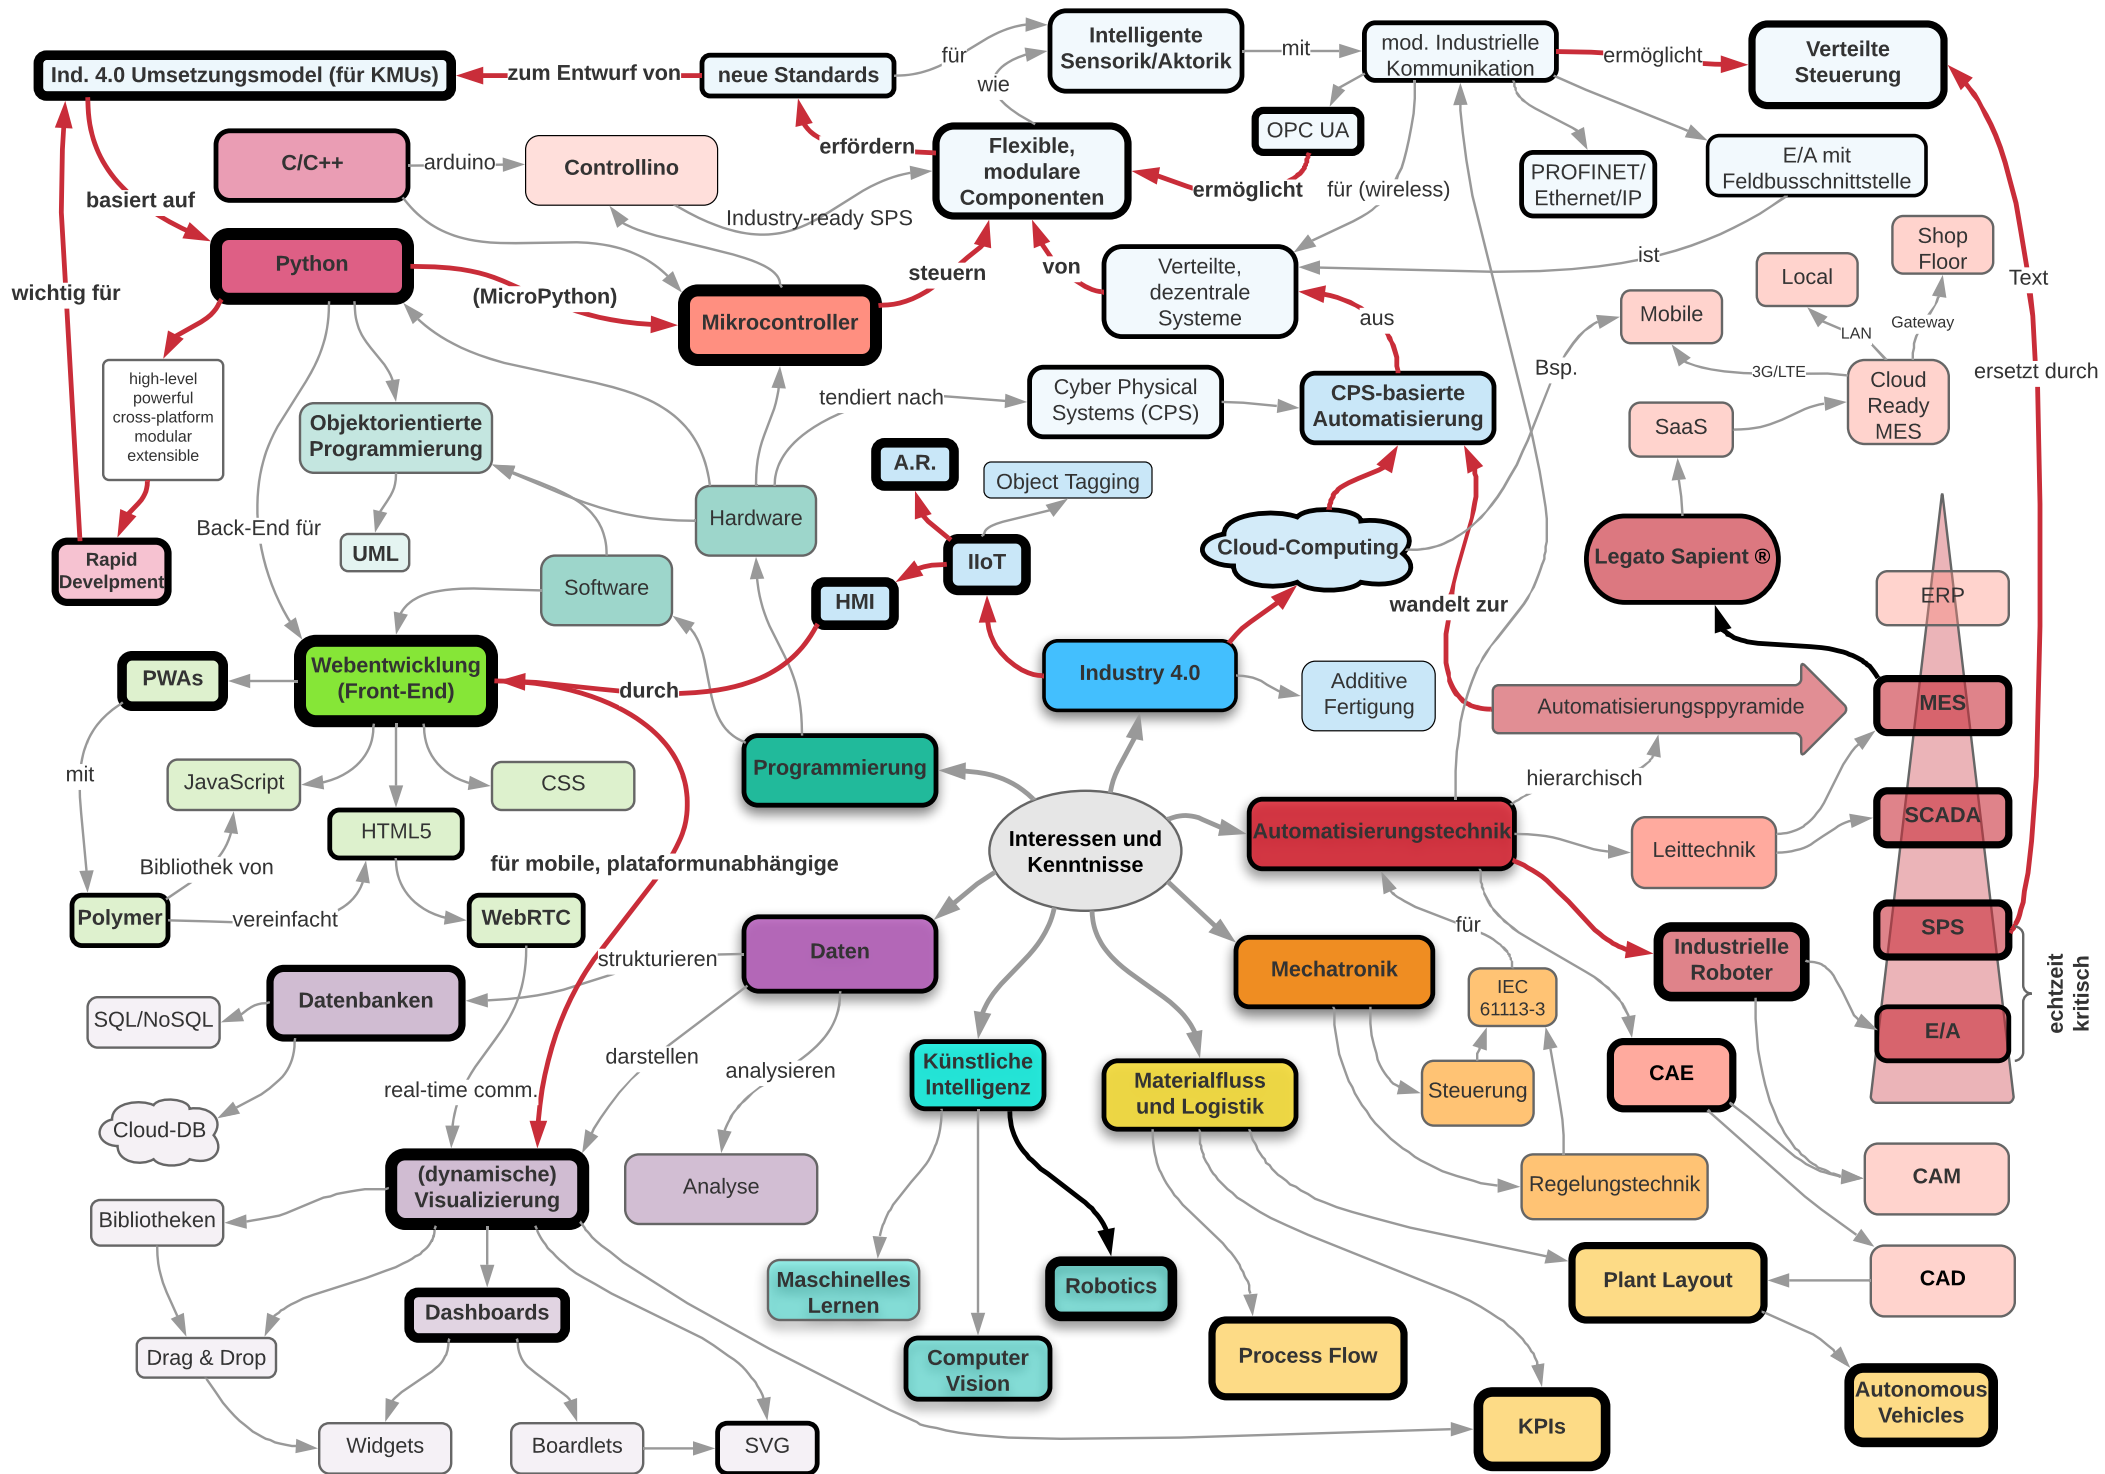 Ind. 4.0 Umsetzungsmodel (für KMUs)
zum Entwurf von
neue Standards
für
Intelligente
Sensorik/Aktorik
mit
mod. Industrielle
Kommunikation
ermöglicht
Verteilte
Steuerung
wie
OPC UA
C/C++
arduino
Controllino
erfördern
Flexible,
modulare
Componenten
ermöglicht
für (wireless)
PROFINET/
Ethernet/IP
E/A mit
Feldbusschnittstelle
basiert auf
Industry-ready SPS
ist
Shop
Floor
Local
Text
Python
(MicroPython)
wichtig für
steuern
von
Verteilte,
dezentrale
Systeme
Mikrocontroller
Mobile
LAN
Gateway
aus
Bsp.
3G/LTE
ersetzt durch
high-level
powerful
cross-platform
modular
extensible
Objektorientierte
Programmierung
tendiert nach
Cyber Physical
Systems (CPS)
CPS-basierte
Automatisierung
SaaS
Cloud
Ready
MES
A.R.
Object Tagging
Back-End für
Hardware
UML
Cloud-Computing
Legato Sapient ®
Rapid
Develpment
Software
IIoT
HMI
wandelt zur
ERP
PWAs
Webentwicklung
(Front-End)
durch
Industry 4.0
Additive
Fertigung
Automatisierungsppyramide
MES
mit
JavaScript
CSS
Programmierung
hierarchisch
HTML5
Interessen und
Kenntnisse
Automatisierungstechnik
Leittechnik
SCADA
Bibliothek von
für mobile, plataformunabhängige
Polymer
vereinfacht
WebRTC
für
SPS
strukturieren
Daten
Mechatronik
Industrielle
Roboter
echtzeit
kritisch
SQL/NoSQL
Datenbanken
IEC
61113-3
E/A
darstellen
analysieren
Künstliche
Intelligenz
Materialfluss
und Logistik
Steuerung
CAE
real-time comm.
Cloud-DB
(dynamische)
Visualizierung
Analyse
Regelungstechnik
CAM
Bibliotheken
Maschinelles
Lernen
Robotics
Plant Layout
CAD
Dashboards
Drag & Drop
Computer
Vision
Process Flow
Autonomous
Vehicles
Widgets
Boardlets
SVG
KPIs